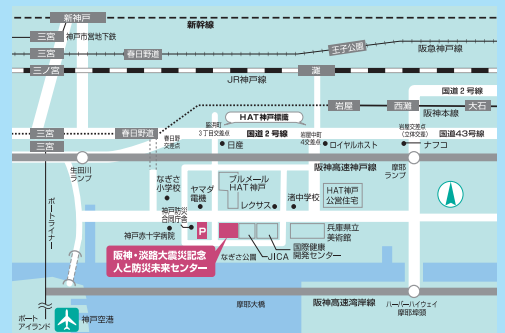 新神戸
新幹線
三宮
神戸市営地下鉄
三宮
春日野道
王子公園
阪急神戸線
三ノ宮
灘
JR神戸線
国道2号線
岩屋
西灘
大石
阪神本線
HAT神戸標識
三宮
春日野道
春日野
交差点
脇浜町
3丁目交差点
国道2号線
岩屋中町
4交差点
岩屋交差点
(立体交差)
国道43号線
三宮
日産
ロイヤルホスト
ナフコ
生田川
ランプ
阪神高速神戸線
摩耶
ランプ
なぎさ
小学校
ヤマダ
電機
ブルメール
HAT神戸
レクサス
渚中学校
HAT神戸
公営住宅
ポートライナー
神戸防災
合同庁舎
神戸赤十字病院
P
兵庫県立
美術館
阪神・淡路大震災記念
人と防災未来センター
なぎさ公園
JICA
国際健康
開発センター
摩耶大橋
阪神高速湾岸線
ハーバーハイウェイ
摩耶埠頭
ポート
アイランド
神戸空港